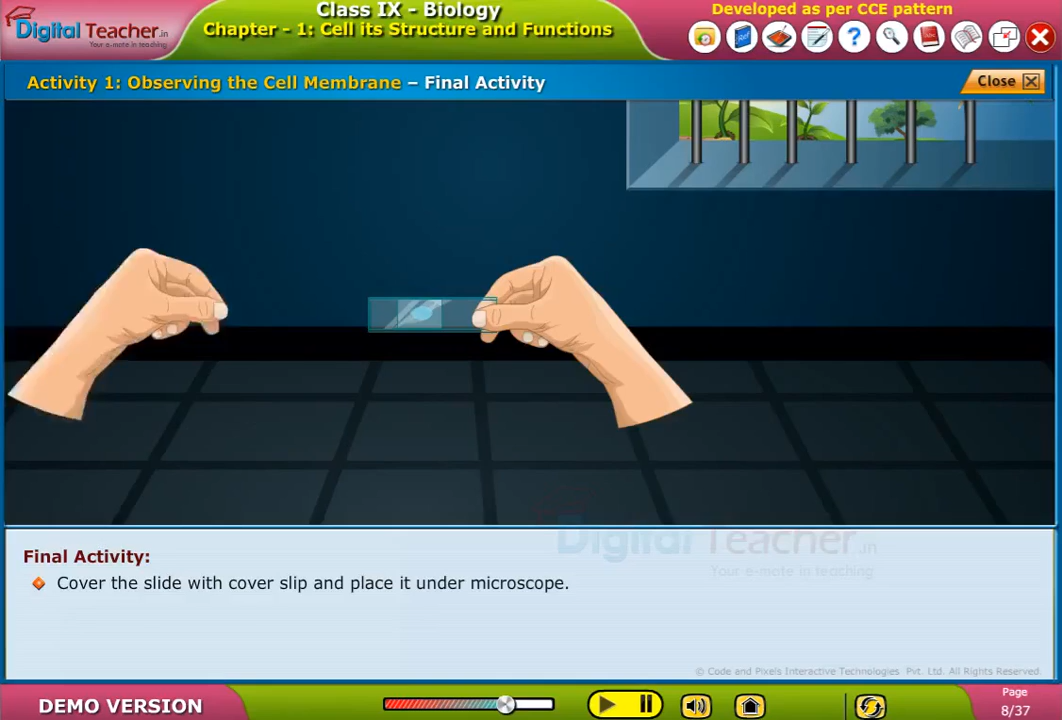 Digital Teacher.in
Your e-mate in teaching
Class IX - Biology
Chapter - 1: Cell its Structure and Functions
Developed as per CCE pattern
Activity 1: Observing the Cell Membrane – Final Activity
Close
Final Activity:
Cover the slide with cover slip and place it under microscope.
Digital Teacher.in
Your e-mate in teaching
© Code and Pixels Interactive Technologies. Pvt. Ltd. All Rights Reserved.
DEMO VERSION
Page
8/37